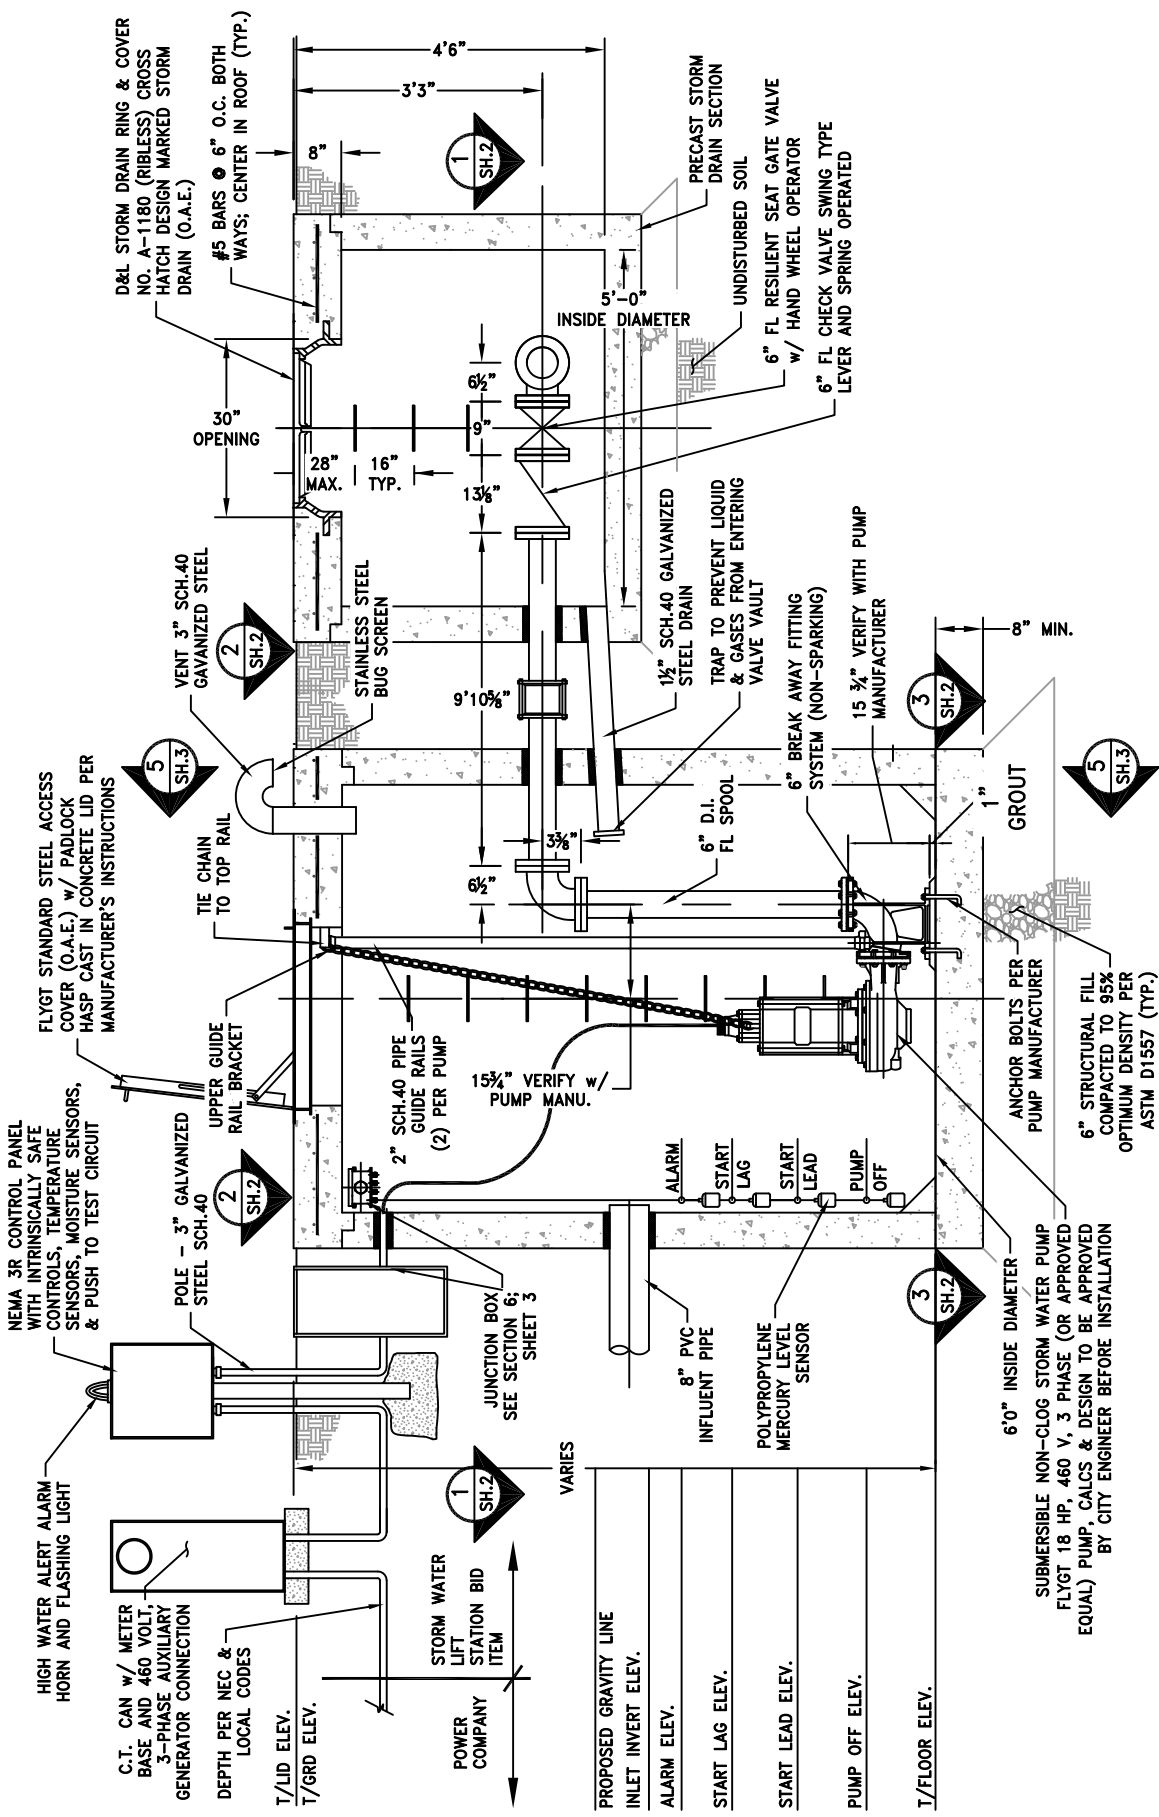 HIGH WATER ALERT ALARM
HORN AND FLASHING LIGHT
NEMA 3R CONTROL PANEL
WITH INTRINSICALLY SAFE
CONTROLS, TEMPERATURE
SENSORS, MOISTURE SENSORS,
& PUSH TO TEST CIRCUIT
FLYGT STANDARD STEEL ACCESS
COVER (O.A.E.) w/ PADLOCK
HASP CAST IN CONCRETE LID PER
MANUFACTURER'S INSTRUCTIONS
D&L STORM DRAIN RING & COVER
NO. A-1180 (RIBLESS) CROSS
HATCH DESIGN MARKED STORM
DRAIN (O.A.E.)
#5 BARS @ 6" O.C. BOTH
WAYS; CENTER IN ROOF (TYP.)
C.T. CAN w/ METER
BASE AND 460 VOLT,
3-PHASE AUXILIARY
GENERATOR CONNECTION
POLE - 3" GALVANIZED
STEEL SCH.40
UPPER GUIDE
RAIL BRACKET
TIE CHAIN
TO TOP RAIL
5
SH.3
VENT 3" SCH.40
GAVANIZED STEEL
STAINLESS STEEL
BUG SCREEN
30"
OPENING
8"
DEPTH PER NEC &
LOCAL CODES
2
SH.2
2
SH.2
T/LID ELEV.
T/GRD ELEV.
28"
MAX.
16"
TYP.
3'3"
4'6"
POWER
COMPANY
STORM WATER
LIFT
STATION BID
ITEM
1
SH.2
JUNCTION BOX
SEE SECTION 6;
SHEET 3
2" SCH.40 PIPE
GUIDE RAILS
(2) PER PUMP
15¾" VERIFY w/
PUMP MANU.
6½"
9'10⅝"
13⅛"
9"
6½"
1
SH.2
3⅜"
VARIES
5'-0"
INSIDE DIAMETER
PRECAST STORM
DRAIN SECTION
UNDISTURBED SOIL
6" FL RESILIENT SEAT GATE VALVE
w/ HAND WHEEL OPERATOR
6" FL CHECK VALVE SWING TYPE
LEVER AND SPRING OPERATED
1½" SCH.40 GALVANIZED
STEEL DRAIN
TRAP TO PREVENT LIQUID
& GASES FROM ENTERING
VALVE VAULT
6" D.I.
FL SPOOL
6" BREAK AWAY FITTING
SYSTEM (NON-SPARKING)
15 ¾" VERIFY WITH PUMP
MANUFACTURER
8" PVC
INFLUENT PIPE
POLYPROPYLENE
MERCURY LEVEL
SENSOR
ALARM
START
LAG
START
LEAD
PUMP
OFF
PROPOSED GRAVITY LINE
INLET INVERT ELEV.
ALARM ELEV.
START LAG ELEV.
START LEAD ELEV.
PUMP OFF ELEV.
T/FLOOR ELEV.
3
SH.2
3
SH.2
8" MIN.
1"
GROUT
5
SH.3
6'0" INSIDE DIAMETER
ANCHOR BOLTS PER
PUMP MANUFACTURER
SUBMERSIBLE NON-CLOG STORM WATER PUMP
FLYGT 18 HP, 460 V, 3 PHASE (OR APPROVED
EQUAL) PUMP, CALCS & DESIGN TO BE APPROVED
BY CITY ENGINEER BEFORE INSTALLATION
6" STRUCTURAL FILL
COMPACTED TO 95%
OPTIMUM DENSITY PER
ASTM D1557 (TYP.)